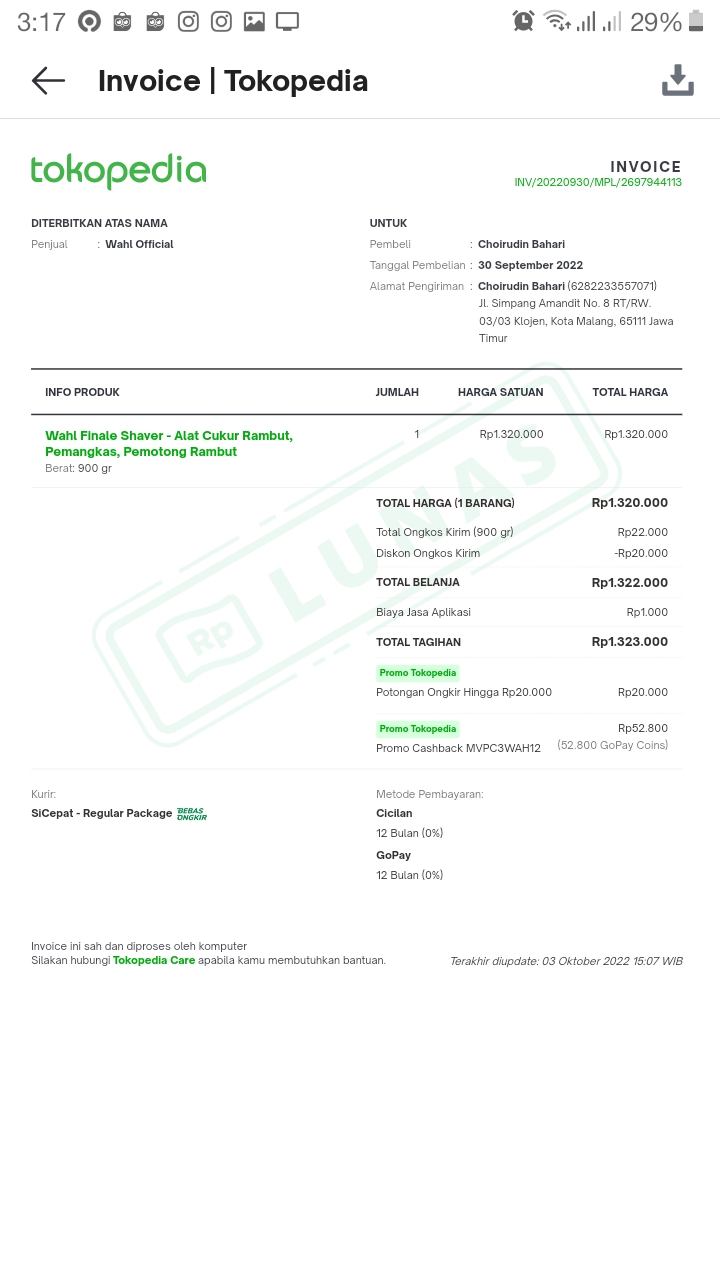 3:17
29%
Invoice | Tokopedia
tokopedia
INVOICE
INV/20220930/MPL/2697944113
DITERBITKAN ATAS NAMA
Penjual : Wahl Official
UNTUK
Pembeli : Choirudin Bahari
Tanggal Pembelian : 30 September 2022
Alamat Pengiriman : Choirudin Bahari (6282233557071)
Jl. Simpang Amandit No. 8 RT/RW.
03/03 Klojen, Kota Malang, 65111 Jawa
Timur
INFO PRODUK JUMLAH HARGA SATUAN TOTAL HARGA
Wahl Finale Shaver - Alat Cukur Rambut, 1 Rp1.320.000 Rp1.320.000
Pemangkas, Pemotong Rambut
Berat: 900 gr
TOTAL HARGA (1 BARANG) Rp1.320.000
Total Ongkos Kirim (900 gr) Rp22.000
Diskon Ongkos Kirim -Rp20.000
TOTAL BELANJA Rp1.322.000
Biaya Jasa Aplikasi Rp1.000
TOTAL TAGIHAN Rp1.323.000
Promo Tokopedia
Potongan Ongkir Hingga Rp20.000 Rp20.000
Promo Tokopedia Rp52.800
Promo Cashback MVPC3WAH12 (52.800 GoPay Coins)
Rp LUNAS
Kurir:
SiCepat - Regular Package BEBAS ONGKIR
Metode Pembayaran:
Cicilan
12 Bulan (0%)
GoPay
12 Bulan (0%)
Invoice ini sah dan diproses oleh komputer
Silakan hubungi Tokopedia Care apabila kamu membutuhkan bantuan.
Terakhir diupdate: 03 Oktober 2022 15:07 WIB